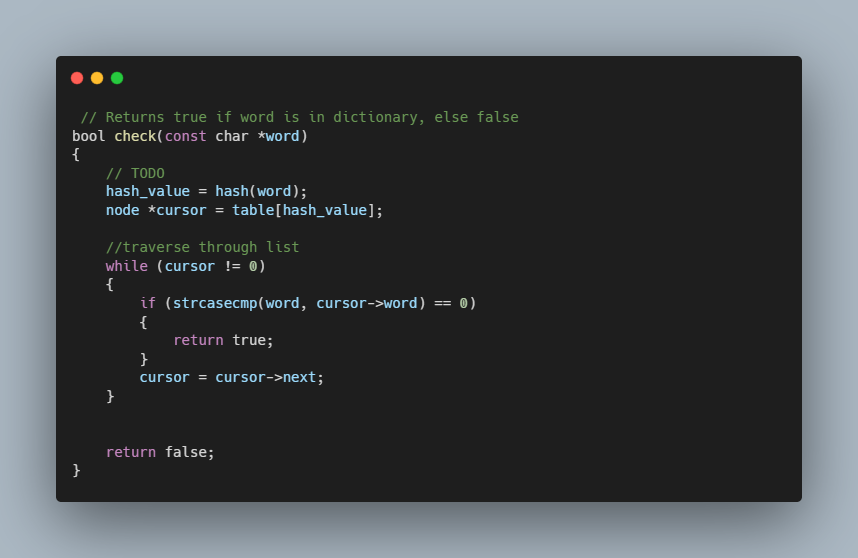 // Returns true if word is in dictionary, else false
bool check(const char *word)
{
    // TODO
    hash_value = hash(word);
    node *cursor = table[hash_value];

    //traverse through list
    while (cursor != 0)
    {
        if (strcasecmp(word, cursor->word) == 0)
        {
            return true;
        }
        cursor = cursor->next;
    }


    return false;
}